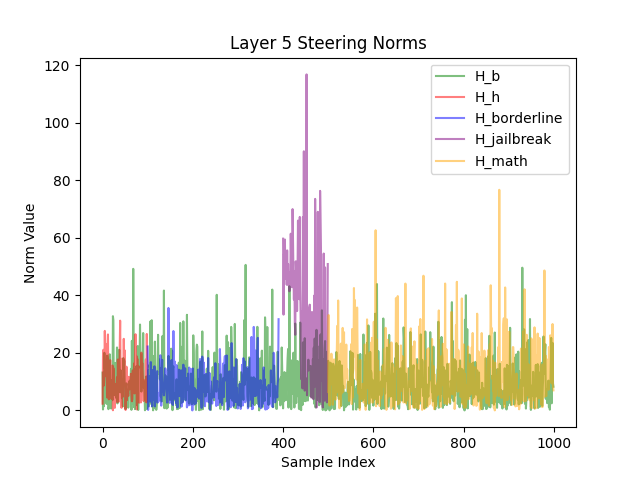 Layer 5 Steering Norms
Norm Value
120
100
80
60
40
20
0
H_b
H_h
H_borderline
H_jailbreak
H_math
0 200 400 600 800 1000
Sample Index